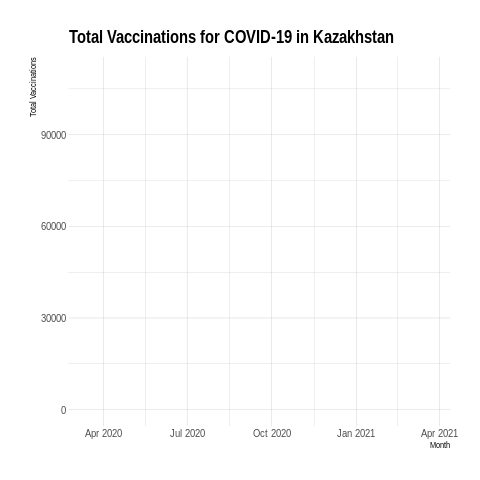 Total Vaccinations for COVID-19 in Kazakhstan
Total Vaccinations
90000
60000
30000
0
Apr 2020 Jul 2020 Oct 2020 Jan 2021 Apr 2021
Month